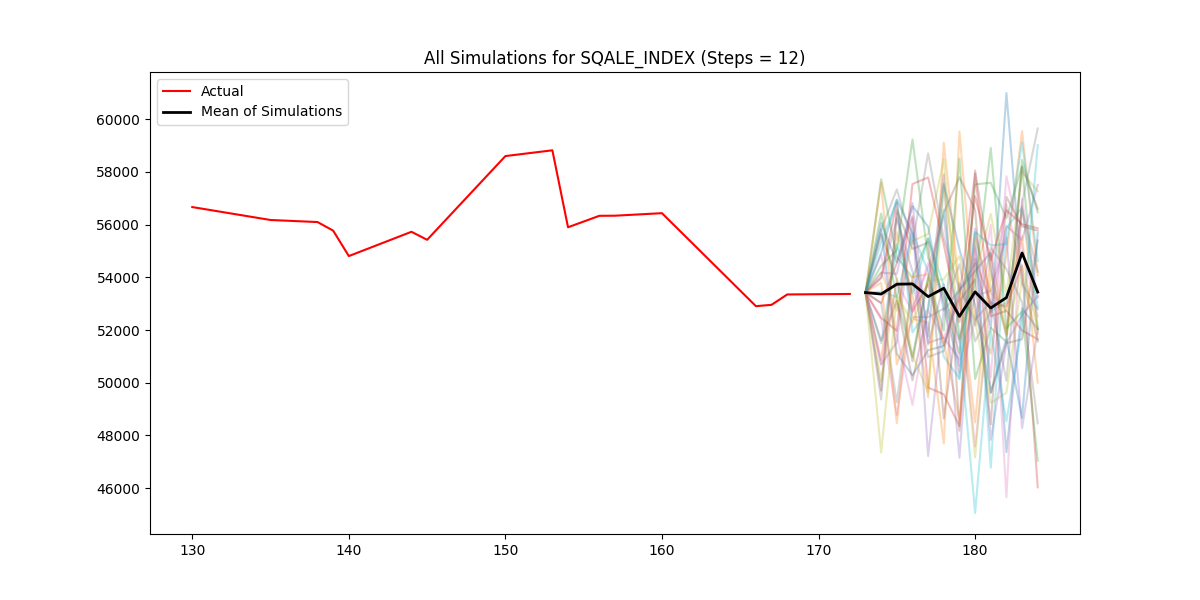 All Simulations for SQALE_INDEX (Steps = 12)
Actual
Mean of Simulations
60000
58000
56000
54000
52000
50000
48000
46000
130 140 150 160 170 180